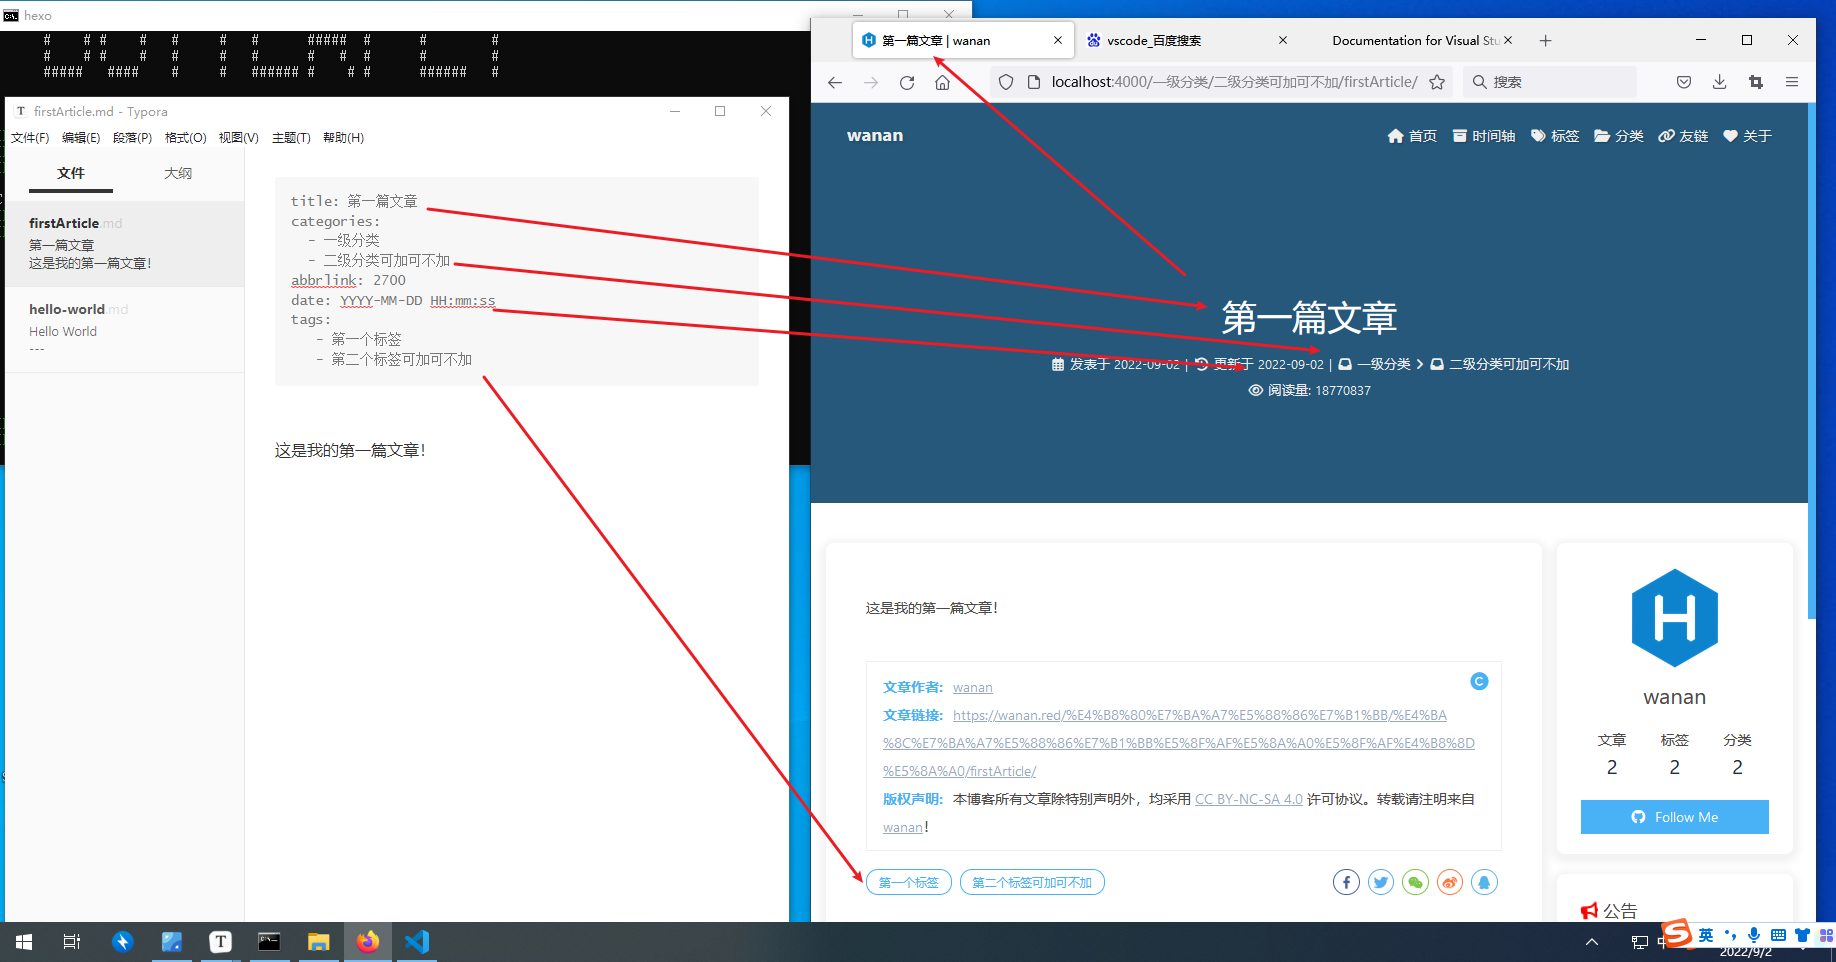 hexo
firstArticle.md - Typora
文件(F) 编辑(E) 段落(P) 格式(O) 视图(V) 主题(T) 帮助(H)
文件 大纲
firstArticle.md
第一篇文章
这是我的第一篇文章！
hello-world.md
Hello World
---
title: 第一篇文章
categories:
- 一级分类
- 二级分类可加可不加
abbrlink: 2700
date: YYYY-MM-DD HH:mm:ss
tags:
- 第一个标签
- 第二个标签可加可不加
这是我的第一篇文章！
第一篇文章 | wanan
vscode_百度搜索
Documentation for Visual Stu
localhost:4000/一级分类/二级分类可加可不加/firstArticle/
搜索
wanan
首页 时间轴 标签 分类 友链 关于
第一篇文章
发表于 2022-09-02 | 更新于 2022-09-02 | 一级分类 > 二级分类可加可不加
阅读量: 18770837
这是我的第一篇文章！
文章作者: wanan
文章链接: https://wanan.red/%E4%B8%80%E7%BA%A7%E5%88%86%E7%B1%BB/%E4%BA
%8C%E7%BA%A7%E5%88%86%E7%B1%BB%E5%8F%AF%E5%8A%A0%E5%8F%AF%E4%B8%8D
%E5%8A%A0/firstArticle/
版权声明: 本博客所有文章除特别声明外，均采用 CC BY-NC-SA 4.0 许可协议。转载请注明来自
wanan！
第一个标签 第二个标签可加可不加
wanan
文章 标签 分类
2 2 2
Follow Me
公告
中 英
2022/9/2